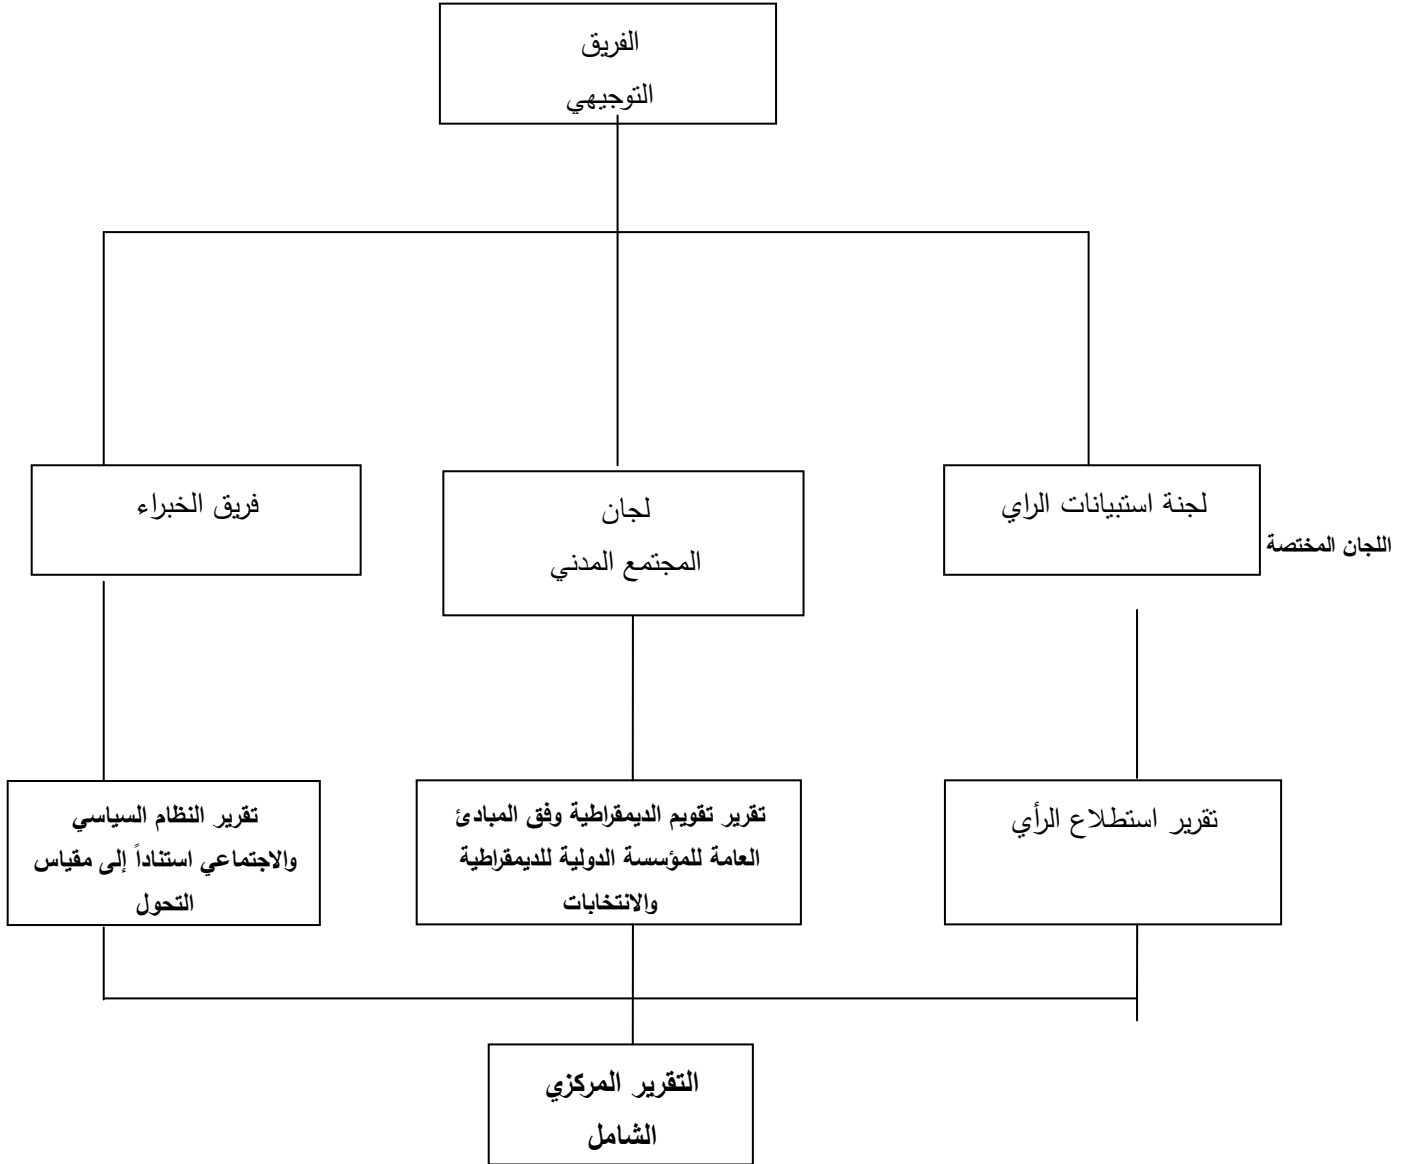 الفريق
التوجيهي
لجنة استبيانات الراي
اللجان المختصة
لجان
المجتمع المدني
فريق الخبراء
تقرير استطلاع الرأي
تقرير تقويم الديمقراطية وفق المبادئ
العامة للمؤسسة الدولية للديمقراطية
والانتخابات
تقرير النظام السياسي
والاجتماعي استناداً إلى مقياس
التحول
التقرير المركزي
الشامل